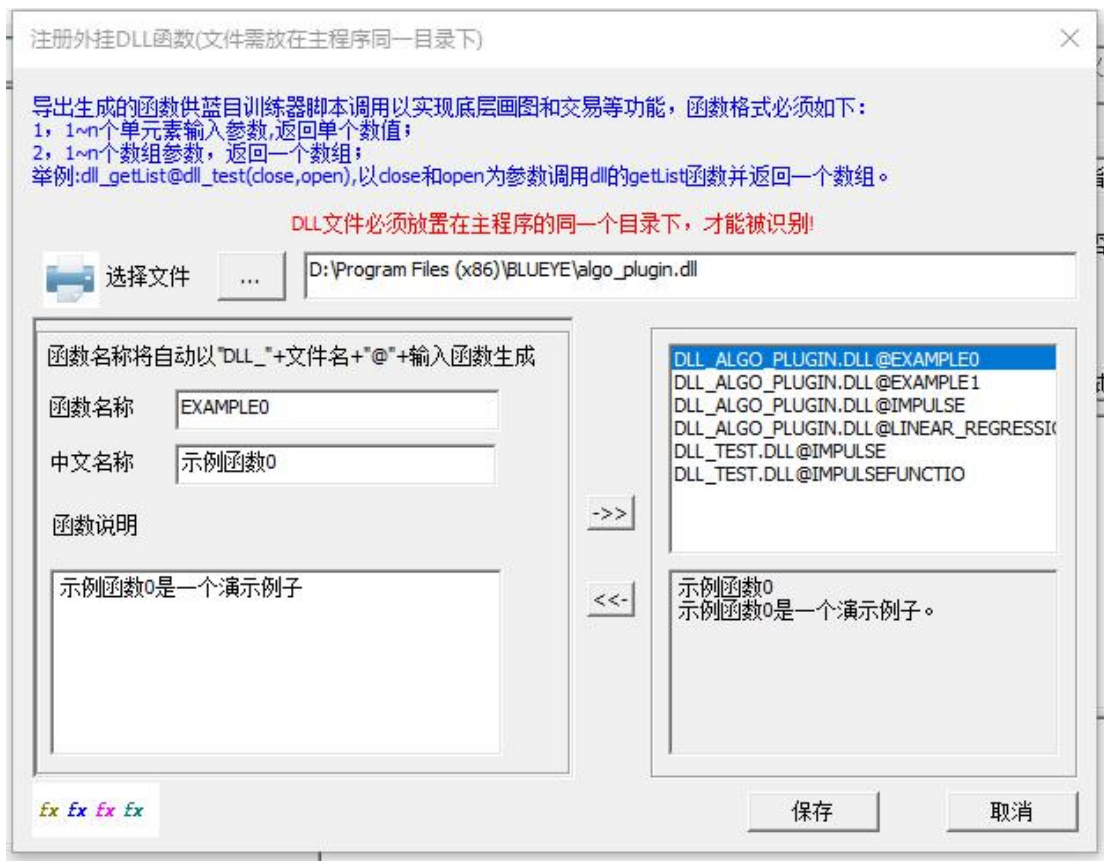 注册外挂DLL函数(文件需放在主程序同一目录下)
导出生成的函数供蓝目训练器脚本调用以实现底层画图和交易等功能，函数格式必须如下：
1，1~n个单元素输入参数,返回单个数值；
2，1~n个数组参数，返回一个数组；
举例:dll_getList@dll_test(close,open),以close和open为参数调用dll的getList函数并返回一个数组。
DLL文件必须放置在主程序的同一个目录下，才能被识别!
选择文件
...
D:\Program Files (x86)\BLUEYE\algo_plugin.dll
函数名称将自动以"DLL_"+文件名+"@"+输入函数生成
函数名称
EXAMPLE0
中文名称
示例函数0
函数说明
示例函数0是一个演示例子
->>
<<-
DLL_ALGO_PLUGIN.DLL@EXAMPLE0
DLL_ALGO_PLUGIN.DLL@EXAMPLE1
DLL_ALGO_PLUGIN.DLL@IMPULSE
DLL_ALGO_PLUGIN.DLL@LINEAR_REGRESSI
DLL_TEST.DLL@IMPULSE
DLL_TEST.DLL@IMPULSEFUNCTIO
示例函数0
示例函数0是一个演示例子。
fx fx fx fx
保存
取消